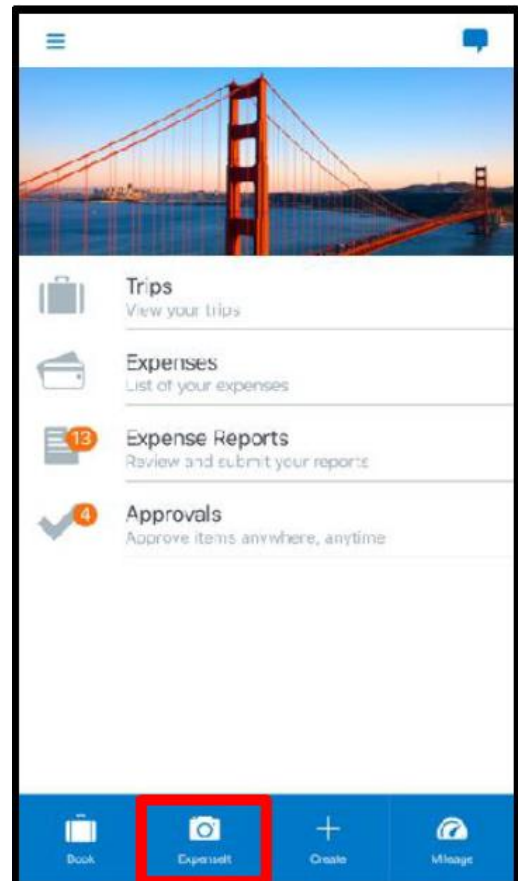 Trips
View your trips
Expenses
List of your expenses
13
Expense Reports
Review and submit your reports
4
Approvals
Approve items anywhere, anytime
Book
ExpenseIt
Create
Mileage